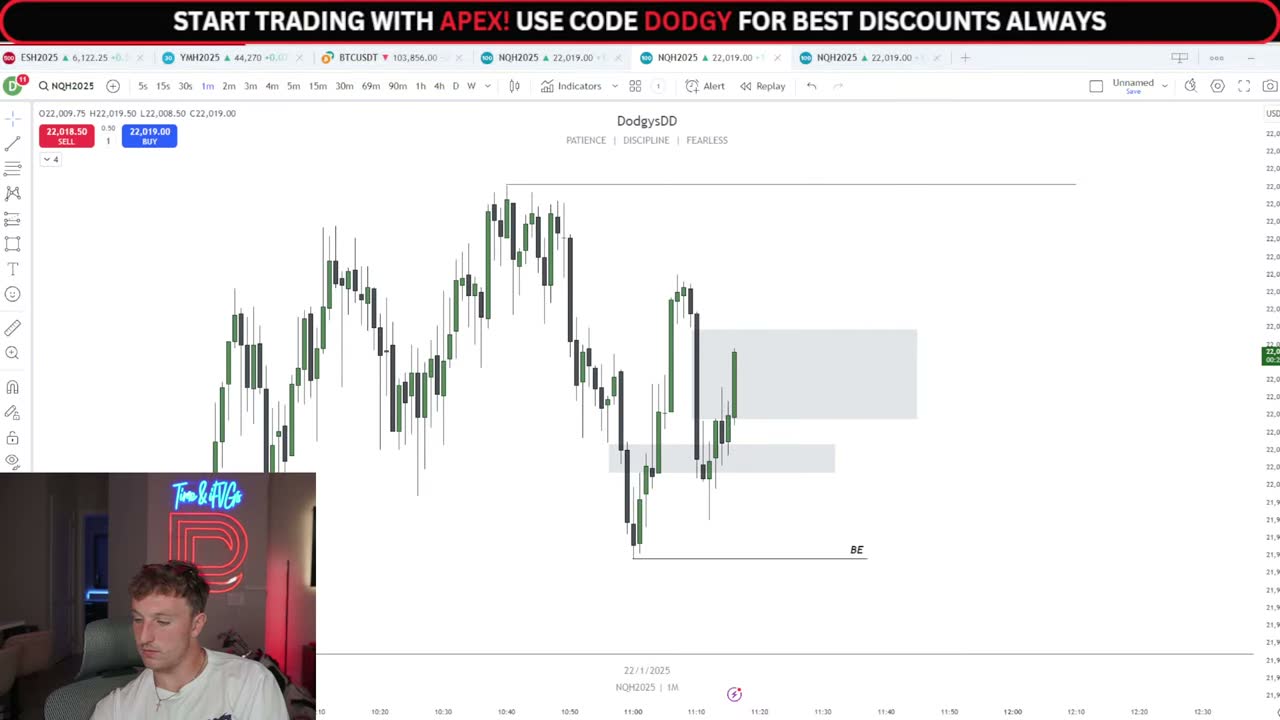 START TRADING WITH APEX! USE CODE DODGY FOR BEST DISCOUNTS ALWAYS
ESH2025 ▲ 6,122.25
YMH2025 ▲ 44,270
BTCUSDT ▼ 103,856.00
NQH2025 ▲ 22,019.00
NQH2025 ▲ 22,019.00
NQH2025 ▲ 22,019.00
D 11 NQH2025 5s 15s 30s 1m 2m 3m 4m 5m 15m 30m 69m 90m 1h 4h D W Indicators 1 Alert Replay Unnamed
Save
O22,009.75 H22,019.50 L22,008.50 C22,019.00
USD
22,018.50 0.50 22,019.00
SELL 1 BUY
4
DodgysDD
PATIENCE | DISCIPLINE | FEARLESS
BE
Time & iFVGs
D
22/1/2025
NQH2025 | 1M
10:20 10:30 10:40 10:50 11:00 11:10 11:20 11:30 11:40 11:50 12:00 12:10 12:20 12:30